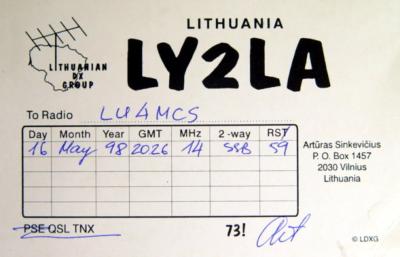 LITHUANIA
LY2LA
LITHUANIAN
DX
GROUP
To Radio LU4MCS
Day Month Year GMT MHz 2-way RST
16 May 98 2026 14 SSB 59
Artūras Sinkevičius
P. O. Box 1457
2030 Vilnius
Lithuania
PSE QSL TNX 73! Art
© LDXG